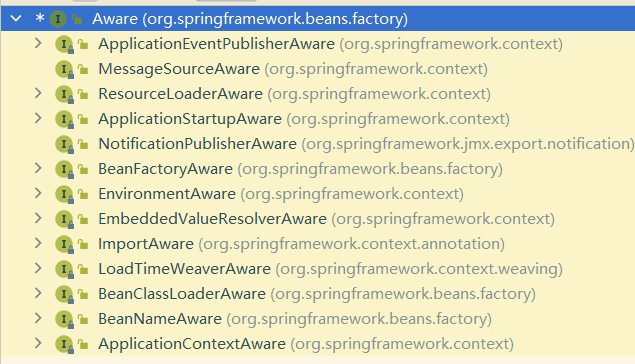 * Aware (org.springframework.beans.factory)
ApplicationEventPublisherAware (org.springframework.context)
MessageSourceAware (org.springframework.context)
ResourceLoaderAware (org.springframework.context)
ApplicationStartupAware (org.springframework.context)
NotificationPublisherAware (org.springframework.jmx.export.notification)
BeanFactoryAware (org.springframework.beans.factory)
EnvironmentAware (org.springframework.context)
EmbeddedValueResolverAware (org.springframework.context)
ImportAware (org.springframework.context.annotation)
LoadTimeWeaverAware (org.springframework.context.weaving)
BeanClassLoaderAware (org.springframework.beans.factory)
BeanNameAware (org.springframework.beans.factory)
ApplicationContextAware (org.springframework.context)